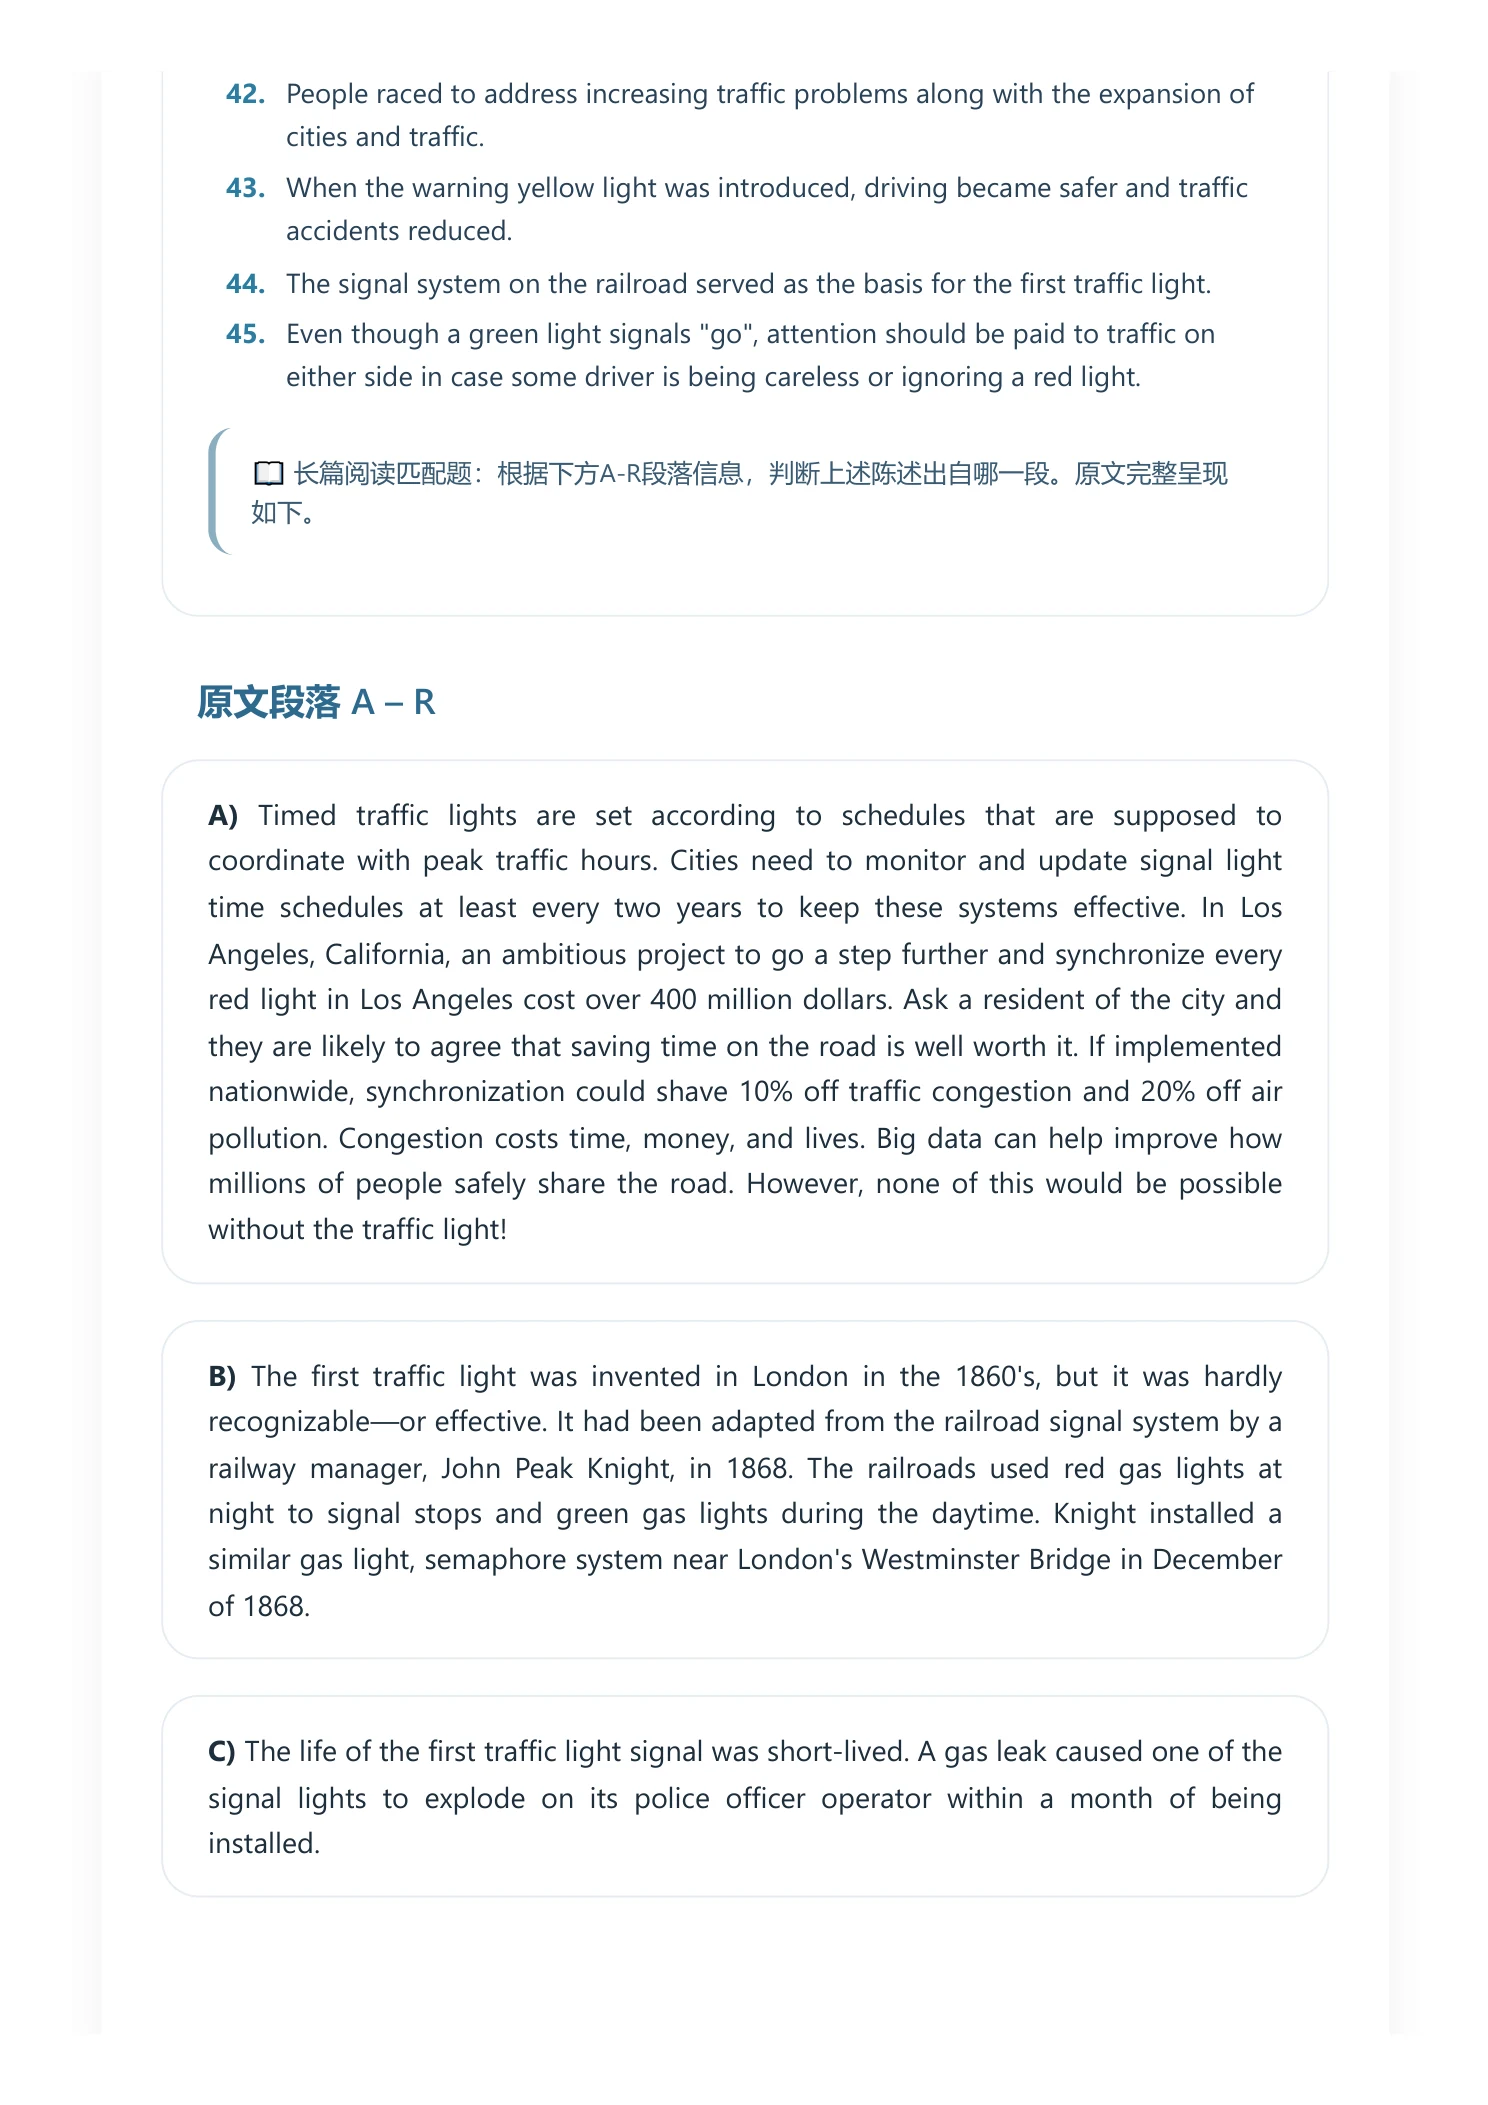 42. People raced to address increasing traffic problems along with the expansion of
cities and traffic.
43. When the warning yellow light was introduced, driving became safer and traffic
accidents reduced.
44. The signal system on the railroad served as the basis for the first traffic light.
45. Even though a green light signals "go", attention should be paid to traffic on
either side in case some driver is being careless or ignoring a red light.
📖 长篇阅读匹配题：根据下方A-R段落信息，判断上述陈述出自哪一段。原文完整呈现
如下。
原文段落 A – R
A) Timed traffic lights are set according to schedules that are supposed to
coordinate with peak traffic hours. Cities need to monitor and update signal light
time schedules at least every two years to keep these systems effective. In Los
Angeles, California, an ambitious project to go a step further and synchronize every
red light in Los Angeles cost over 400 million dollars. Ask a resident of the city and
they are likely to agree that saving time on the road is well worth it. If implemented
nationwide, synchronization could shave 10% off traffic congestion and 20% off air
pollution. Congestion costs time, money, and lives. Big data can help improve how
millions of people safely share the road. However, none of this would be possible
without the traffic light!
B) The first traffic light was invented in London in the 1860's, but it was hardly
recognizable—or effective. It had been adapted from the railroad signal system by a
railway manager, John Peak Knight, in 1868. The railroads used red gas lights at
night to signal stops and green gas lights during the daytime. Knight installed a
similar gas light, semaphore system near London's Westminster Bridge in December
of 1868.
C) The life of the first traffic light signal was short-lived. A gas leak caused one of the
signal lights to explode on its police officer operator within a month of being
installed.